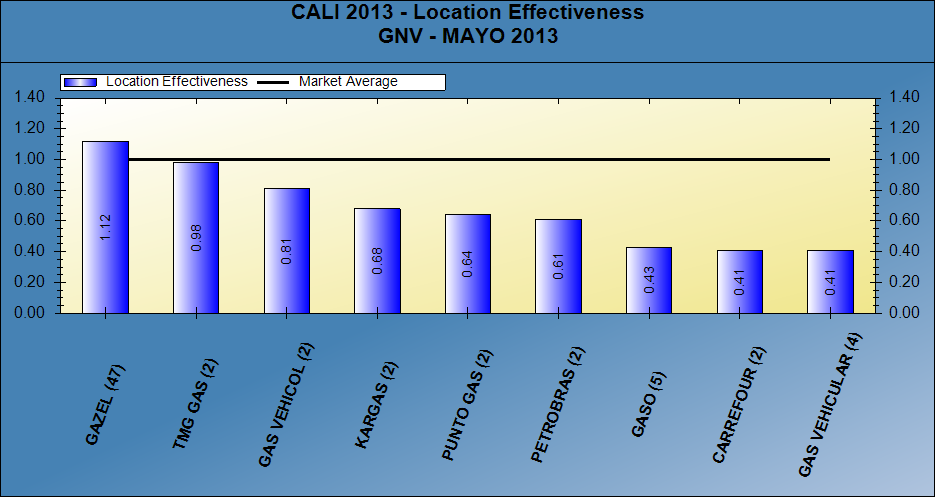 CALI 2013 - Location Effectiveness
GNV - MAYO 2013
Location Effectiveness Market Average
1.40 1.40
1.20 1.20
1.00 1.00
0.80 0.80
0.60 0.60
0.40 0.40
0.20 0.20
0.00 0.00
1.12
0.98
0.81
0.68
0.64
0.61
0.43
0.41
0.41
GAZEL (47)
TMG GAS (2)
GAS VEHICOL (2)
KARGAS (2)
PUNTO GAS (2)
PETROBRAS (2)
GASO (5)
CARREFOUR (2)
GAS VEHICULAR (4)